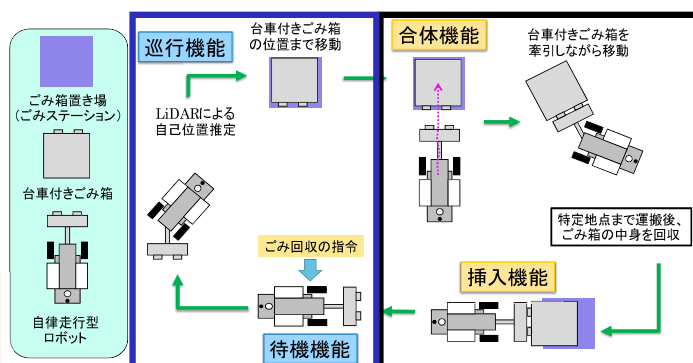 ごみ箱置き場
(ごみステーション)
台車付きごみ箱
自律走行型
ロボット
巡行機能
台車付きごみ箱
の位置まで移動
LiDARによる
自己位置推定
ごみ回収の指令
待機機能
合体機能
台車付きごみ箱を
牽引しながら移動
特定地点まで運搬後、
ごみ箱の中身を回収
挿入機能